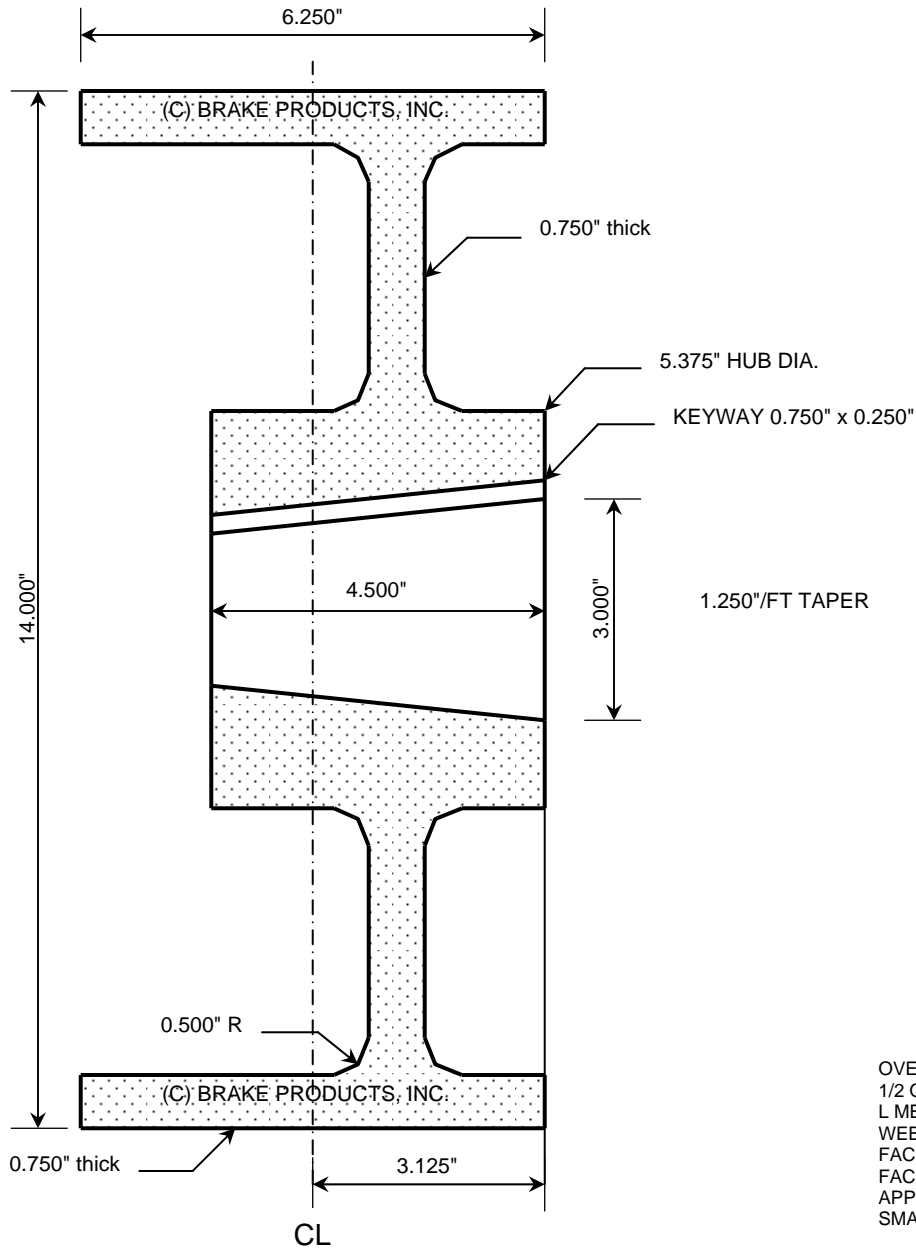 6.250"
(C) BRAKE PRODUCTS, INC.
0.750" thick
5.375" HUB DIA.
KEYWAY 0.750" x 0.250"
14.000"
4.500"
3.000"
1.250"/FT TAPER
0.500" R
(C) BRAKE PRODUCTS, INC.
0.750" thick
3.125"
CL
OVE
1/2
L
WEE
FAC
FAC
APP
SMA